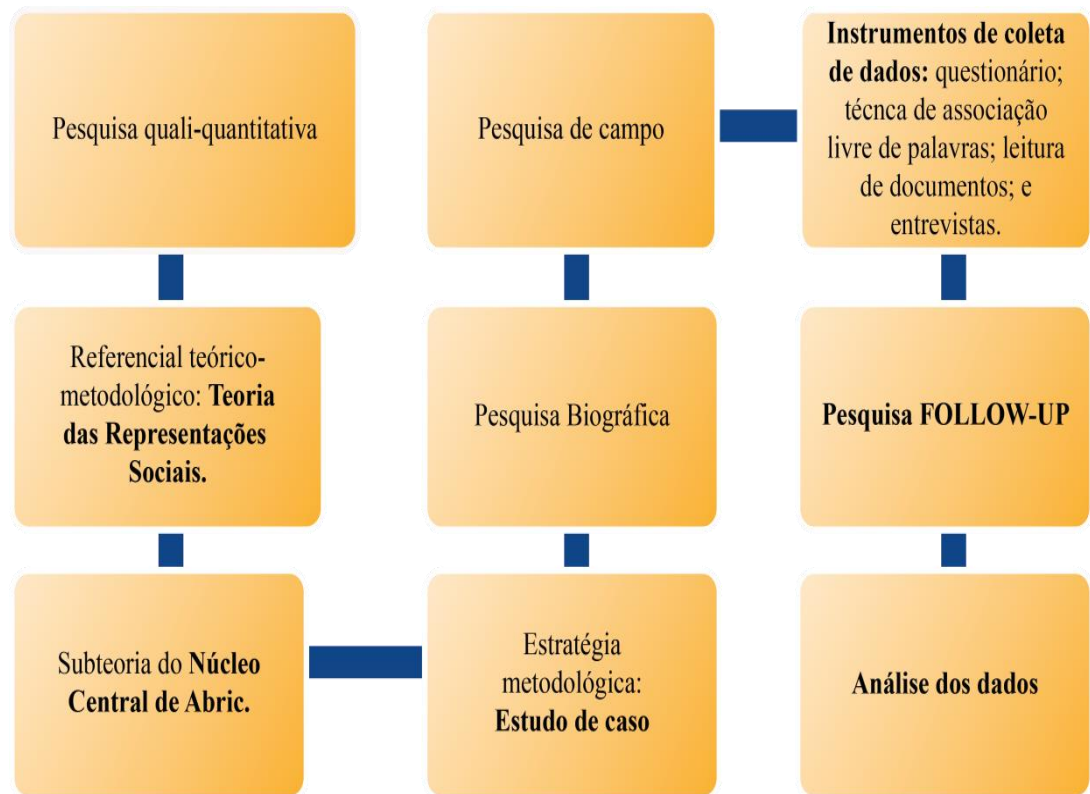 Pesquisa quali-quantitativa
Referencial teórico-
metodológico: Teoria
das Representações
Sociais.
Subteoria do Núcleo
Central de Abric.
Estratégia
metodológica:
Estudo de caso
Pesquisa Biográfica
Pesquisa de campo
Instrumentos de coleta
de dados: questionário;
técnca de associação
livre de palavras; leitura
de documentos; e
entrevistas.
Pesquisa FOLLOW-UP
Análise dos dados